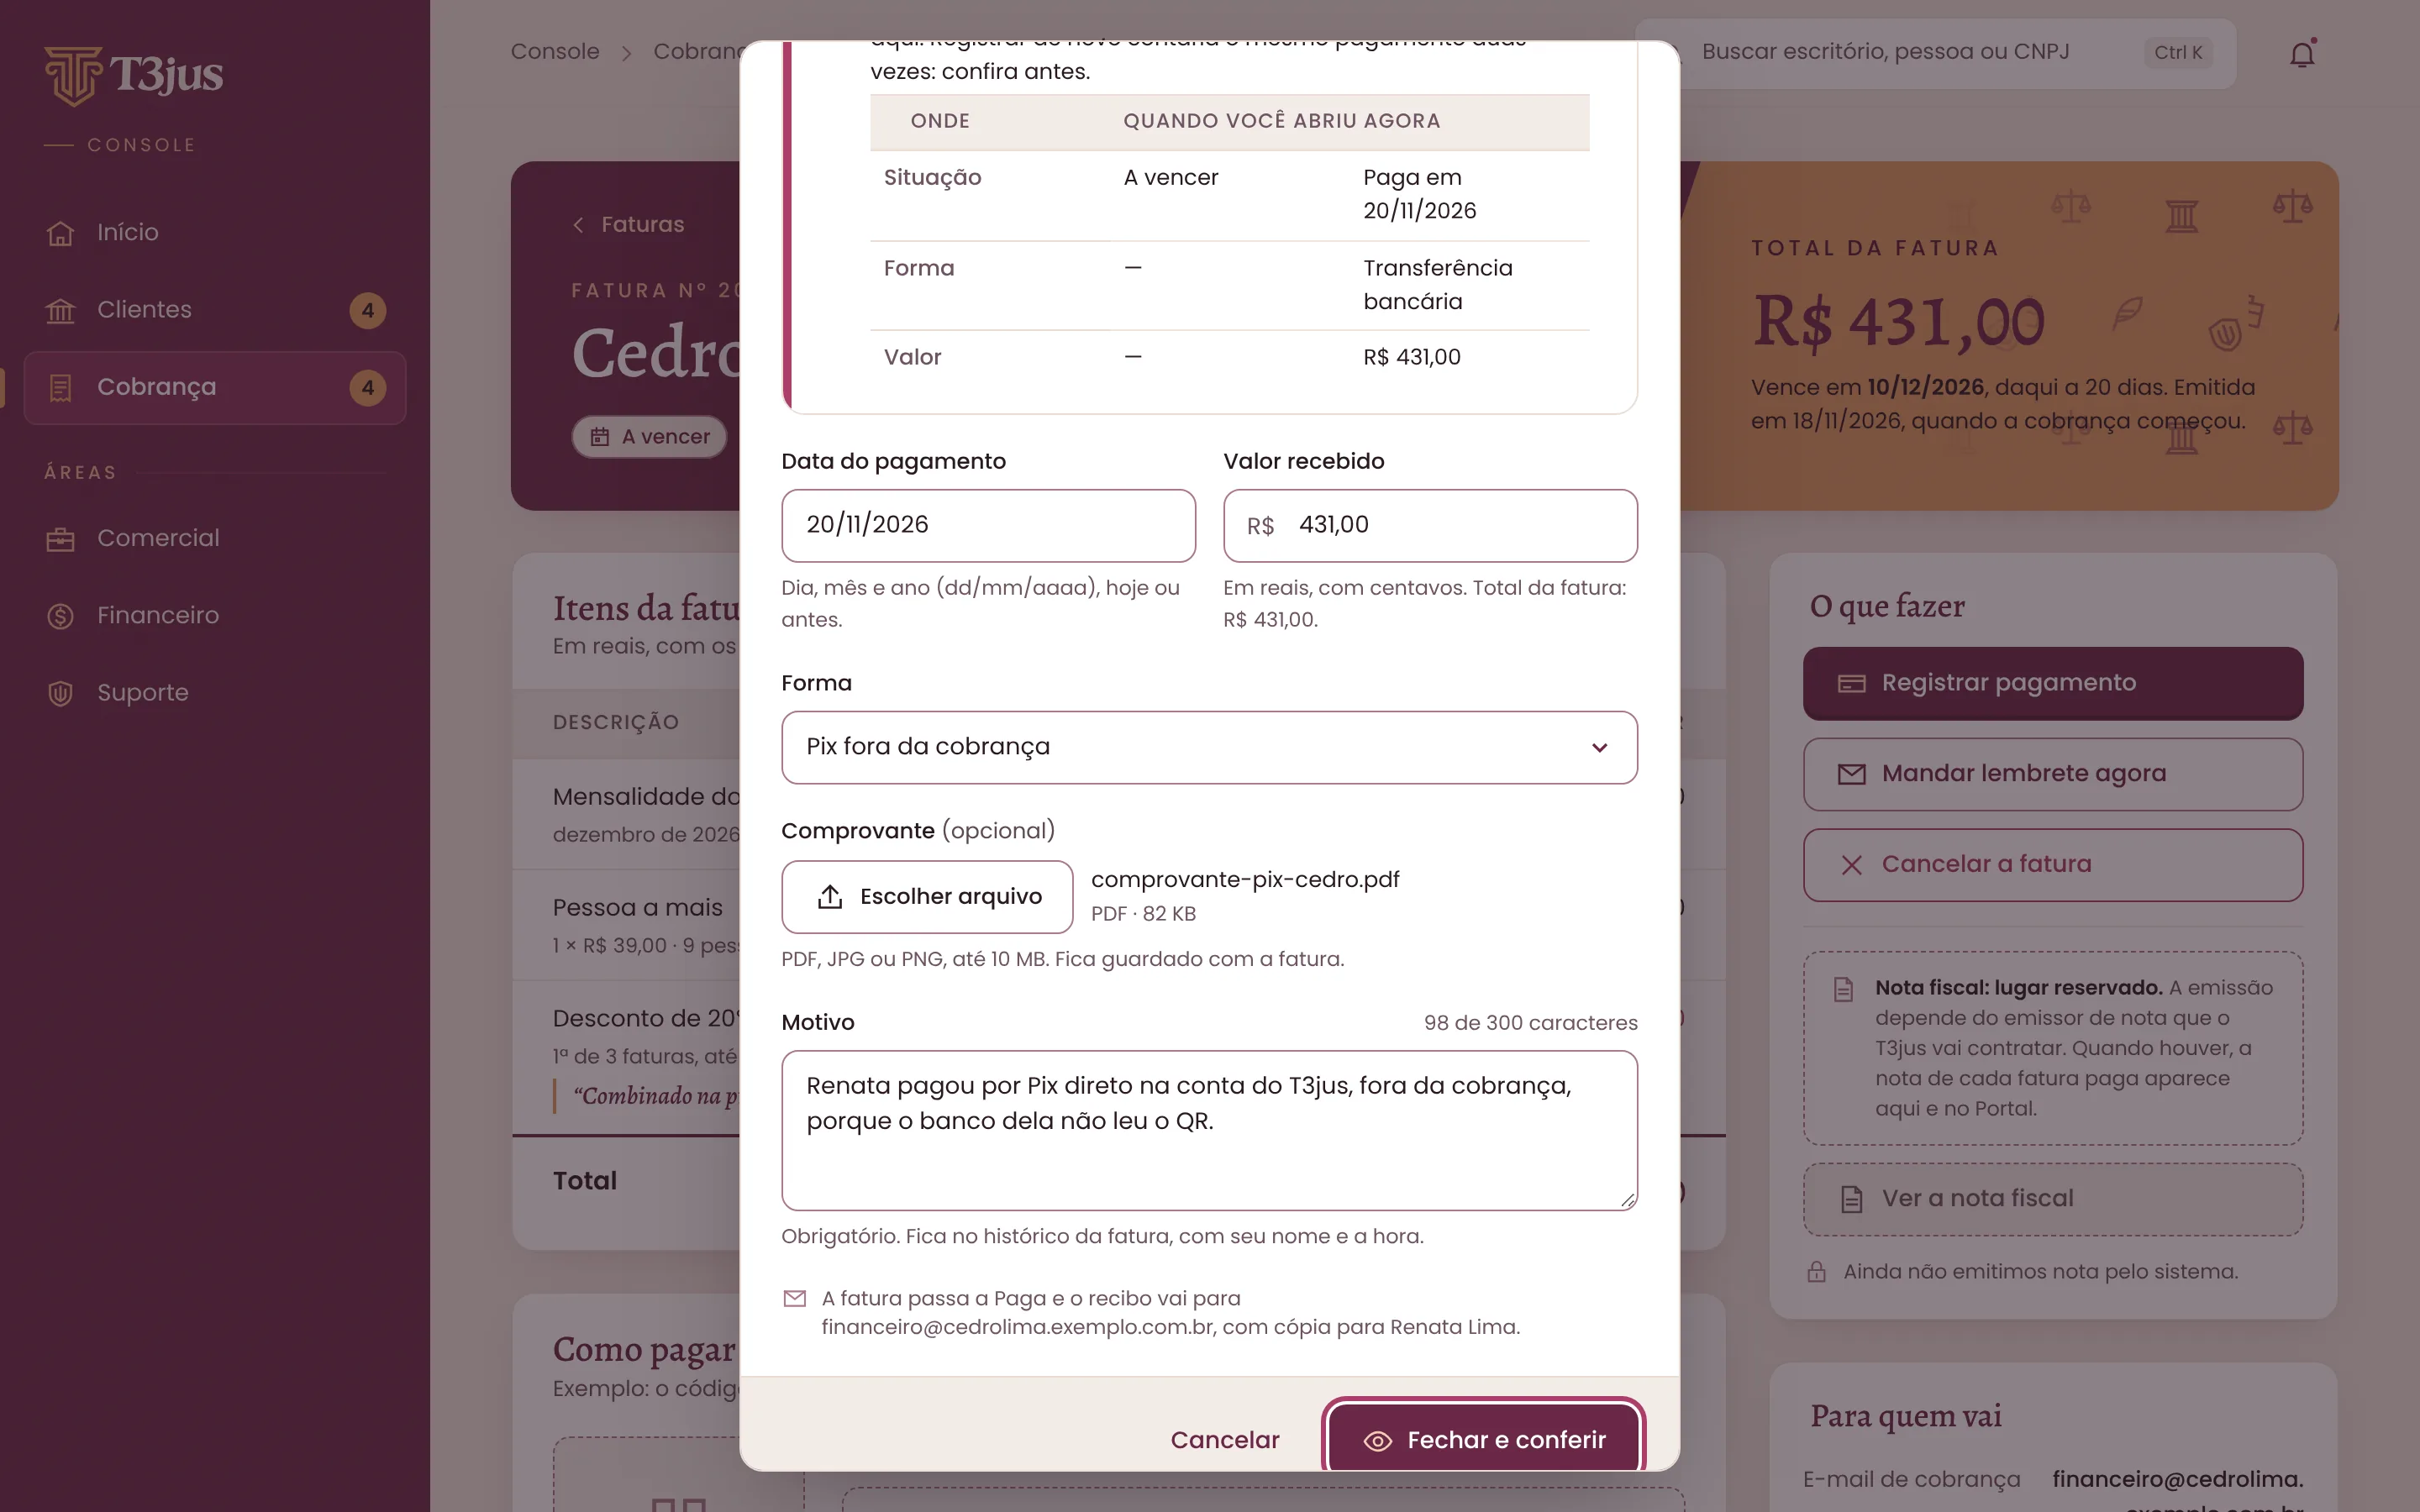 T3jus
CONSOLE
Início
Clientes
4
Cobrança
4
ÁREAS
Comercial
Financeiro
Suporte
Console
Buscar escritório, pessoa ou CNPJ
Ctrl K
Faturas
FATURA Nº
A vencer
TOTAL DA FATURA
R$ 431,00
Vence em 10/12/2026, daqui a 20 dias. Emitida
em 18/11/2026, quando a cobrança começou.
Itens da
Em reais, com os
DESCRIÇÃO
Mensalidade
dezembro de 2026
Pessoa a mais
1 × R$ 39,00 · 9
Desconto de
1ª de 3 faturas, até
“Combinado na
Total
Como pagar
Exemplo: o
vezes: confira antes.
ONDE
QUANDO VOCÊ ABRIU
AGORA
Situação
A vencer
Paga em
20/11/2026
Forma
—
Transferência
bancária
Valor
—
R$ 431,00
Data do pagamento
20/11/2026
Dia, mês e ano (dd/mm/aaaa), hoje ou
antes.
Valor recebido
R$ 431,00
Em reais, com centavos. Total da fatura:
R$ 431,00.
Forma
Pix fora da cobrança
Comprovante (opcional)
Escolher arquivo
comprovante-pix-cedro.pdf
PDF · 82 KB
PDF, JPG ou PNG, até 10 MB. Fica guardado com a fatura.
Motivo
98 de 300 caracteres
Renata pagou por Pix direto na conta do T3jus, fora da cobrança,
porque o banco dela não leu o QR.
Obrigatório. Fica no histórico da fatura, com seu nome e a hora.
A fatura passa a Paga e o recibo vai para
financeiro@cedrolima.exemplo.com.br, com cópia para Renata Lima.
Cancelar
Fechar e conferir
O que fazer
Registrar pagamento
Mandar lembrete agora
Cancelar a fatura
Nota fiscal: lugar reservado. A emissão
depende do emissor de nota que o
T3jus vai contratar. Quando houver, a
nota de cada fatura paga aparece
aqui e no Portal.
Ver a nota fiscal
Ainda não emitimos nota pelo sistema.
Para quem vai
E-mail de cobrança
financeiro@cedrolima.